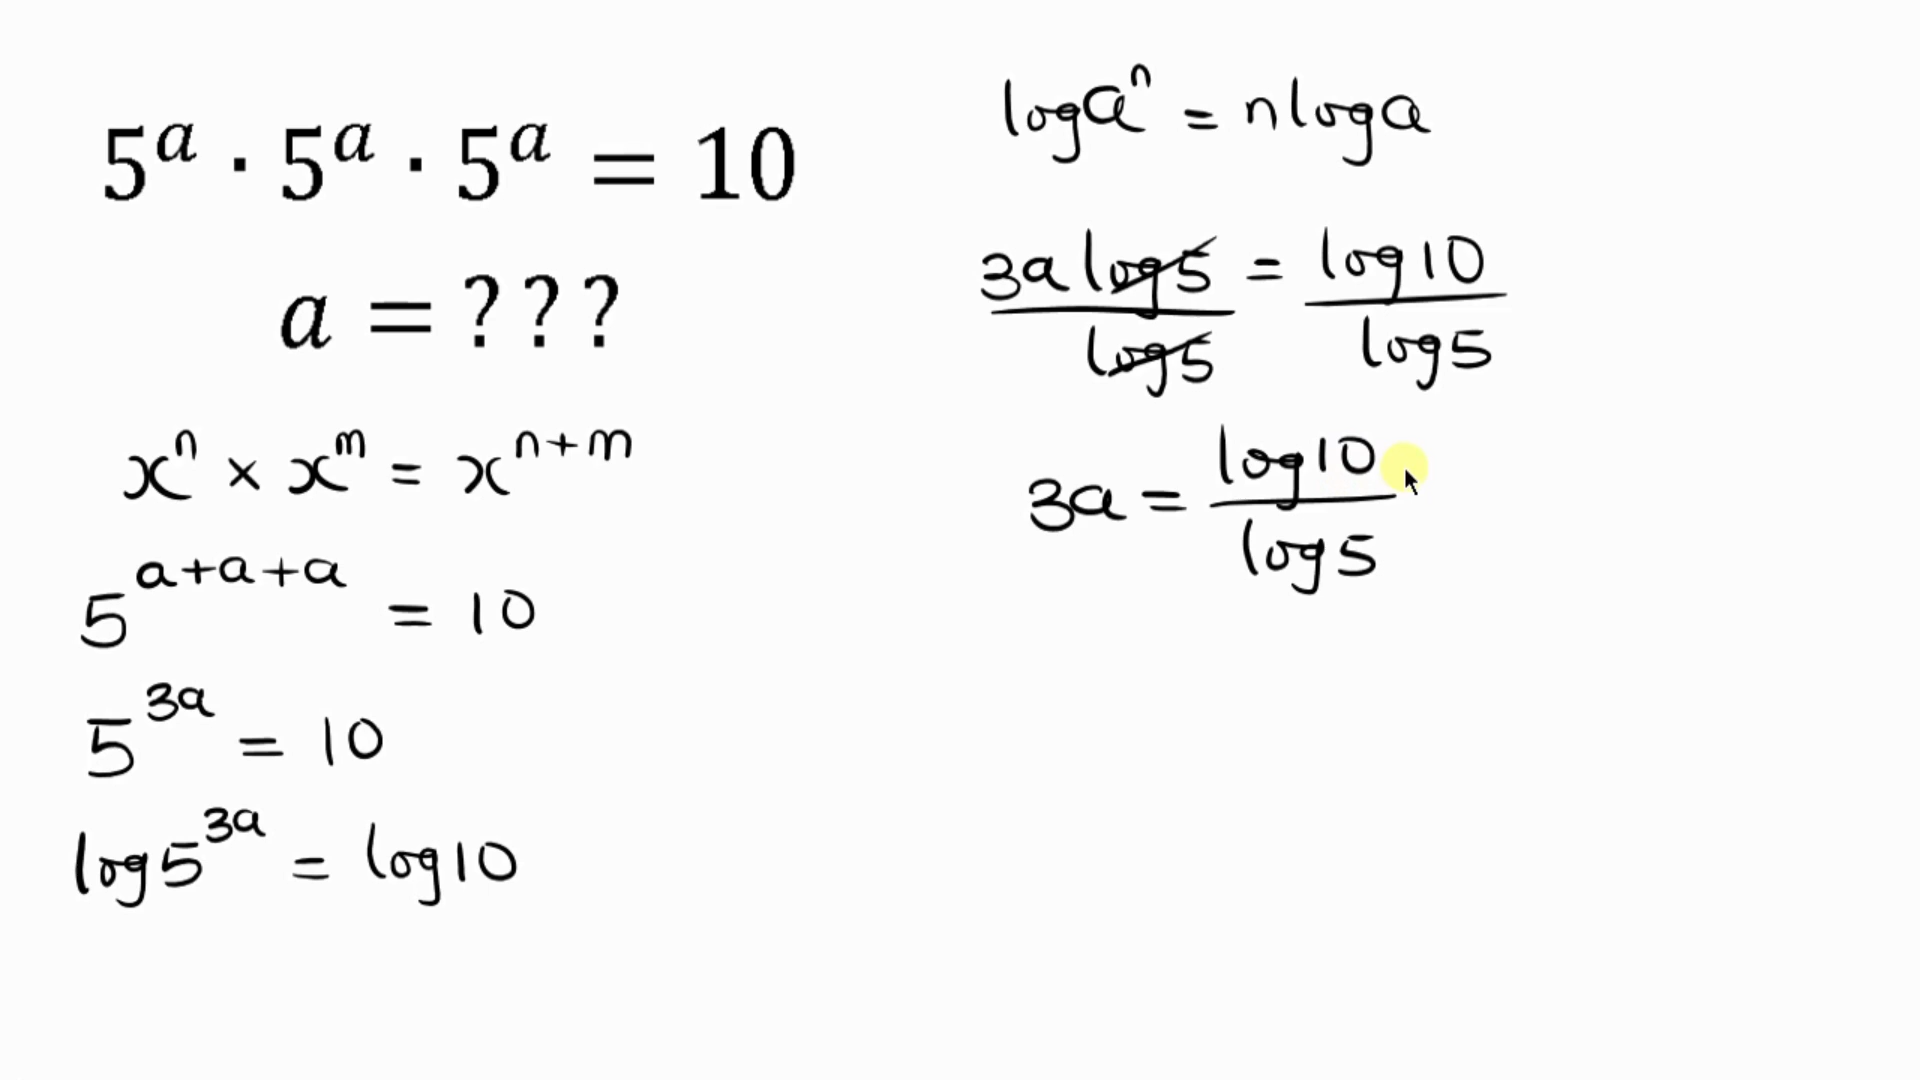 5^a · 5^a · 5^a = 10
a = ? ? ?
x^n × x^m = x^{n+m}
5^{a+a+a} = 10
5^{3a} = 10
log5^{3a} = log10
loga^n = nloga
3a log5 / log5 = log10 / log5
3a = log10 / log5